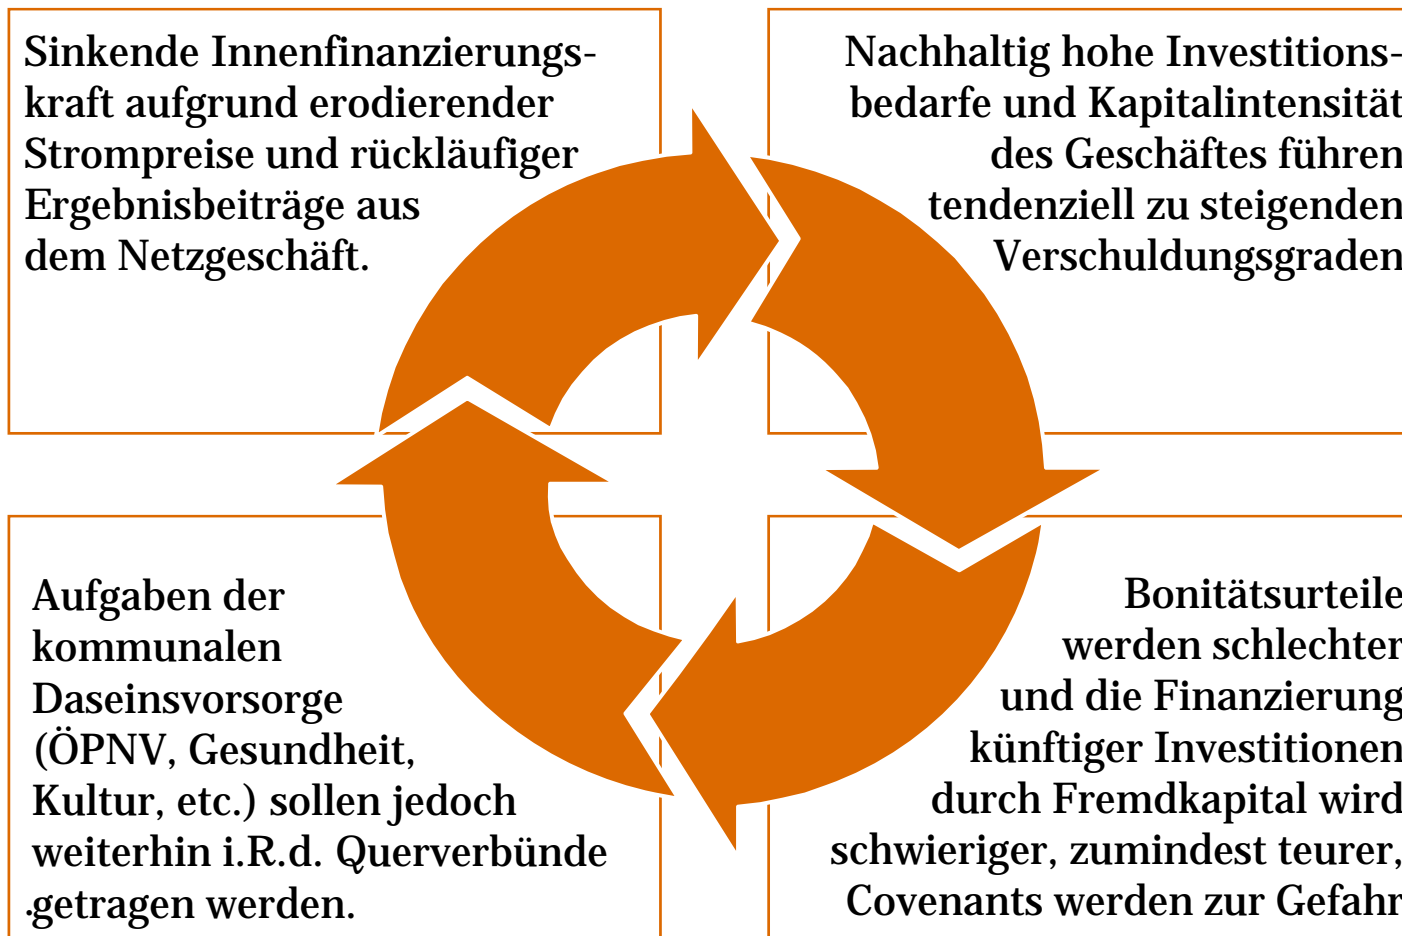 Sinkende Innenfinanzierungs-
kraft aufgrund erodierender
Strompreise und rückläufiger
Ergebnisbeiträge aus
dem Netzgeschäft.
Nachhaltig hohe Investitions-
bedarfe und Kapitalintensität
des Geschäftes führen
tendenziell zu steigenden
Verschuldungsgraden
Aufgaben der
kommunalen
Daseinsvorsorge
(ÖPNV, Gesundheit,
Kultur, etc.) sollen jedoch
weiterhin i.R.d. Querverbünde
.getragen werden.
Bonitätsurteile
werden schlechter
und die Finanzierung
künftiger Investitionen
durch Fremdkapital wird
schwieriger, zumindest teurer,
Covenants werden zur Gefahr